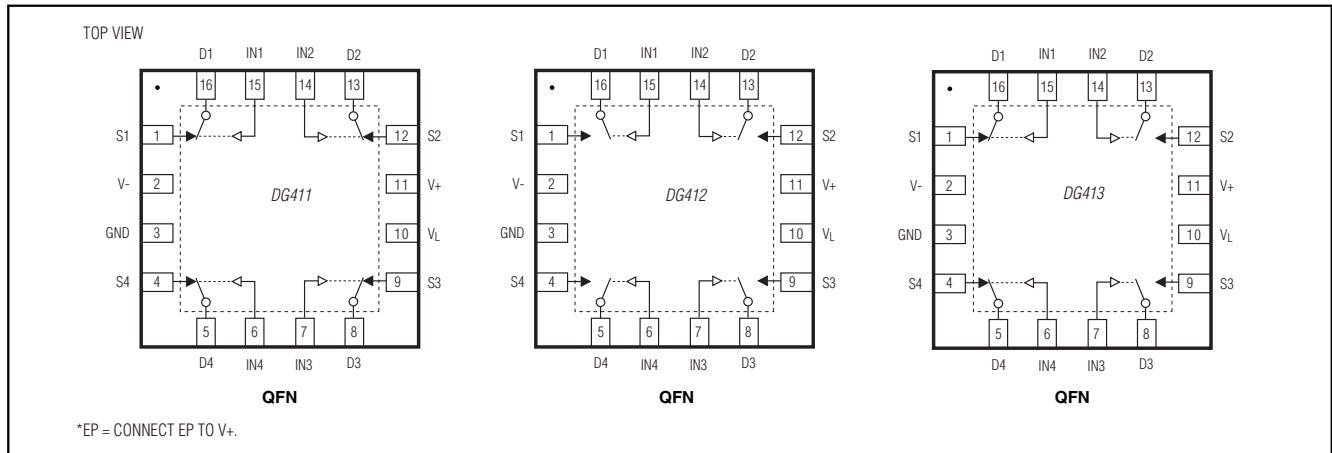 TOP VIEW
D1 IN1 IN2 D2
16 15 14 13
S1 1 12 S2
V- 2 11 V+
DG411
GND 3 10 VL
S4 4 9 S3
5 6 7 8
D4 IN4 IN3 D3
QFN
D1 IN1 IN2 D2
16 15 14 13
S1 1 12 S2
V- 2 11 V+
DG412
GND 3 10 VL
S4 4 9 S3
5 6 7 8
D4 IN4 IN3 D3
QFN
D1 IN1 IN2 D2
16 15 14 13
S1 1 12 S2
V- 2 11 V+
DG413
GND 3 10 VL
S4 4 9 S3
5 6 7 8
D4 IN4 IN3 D3
QFN
*EP = CONNECT EP TO V+.